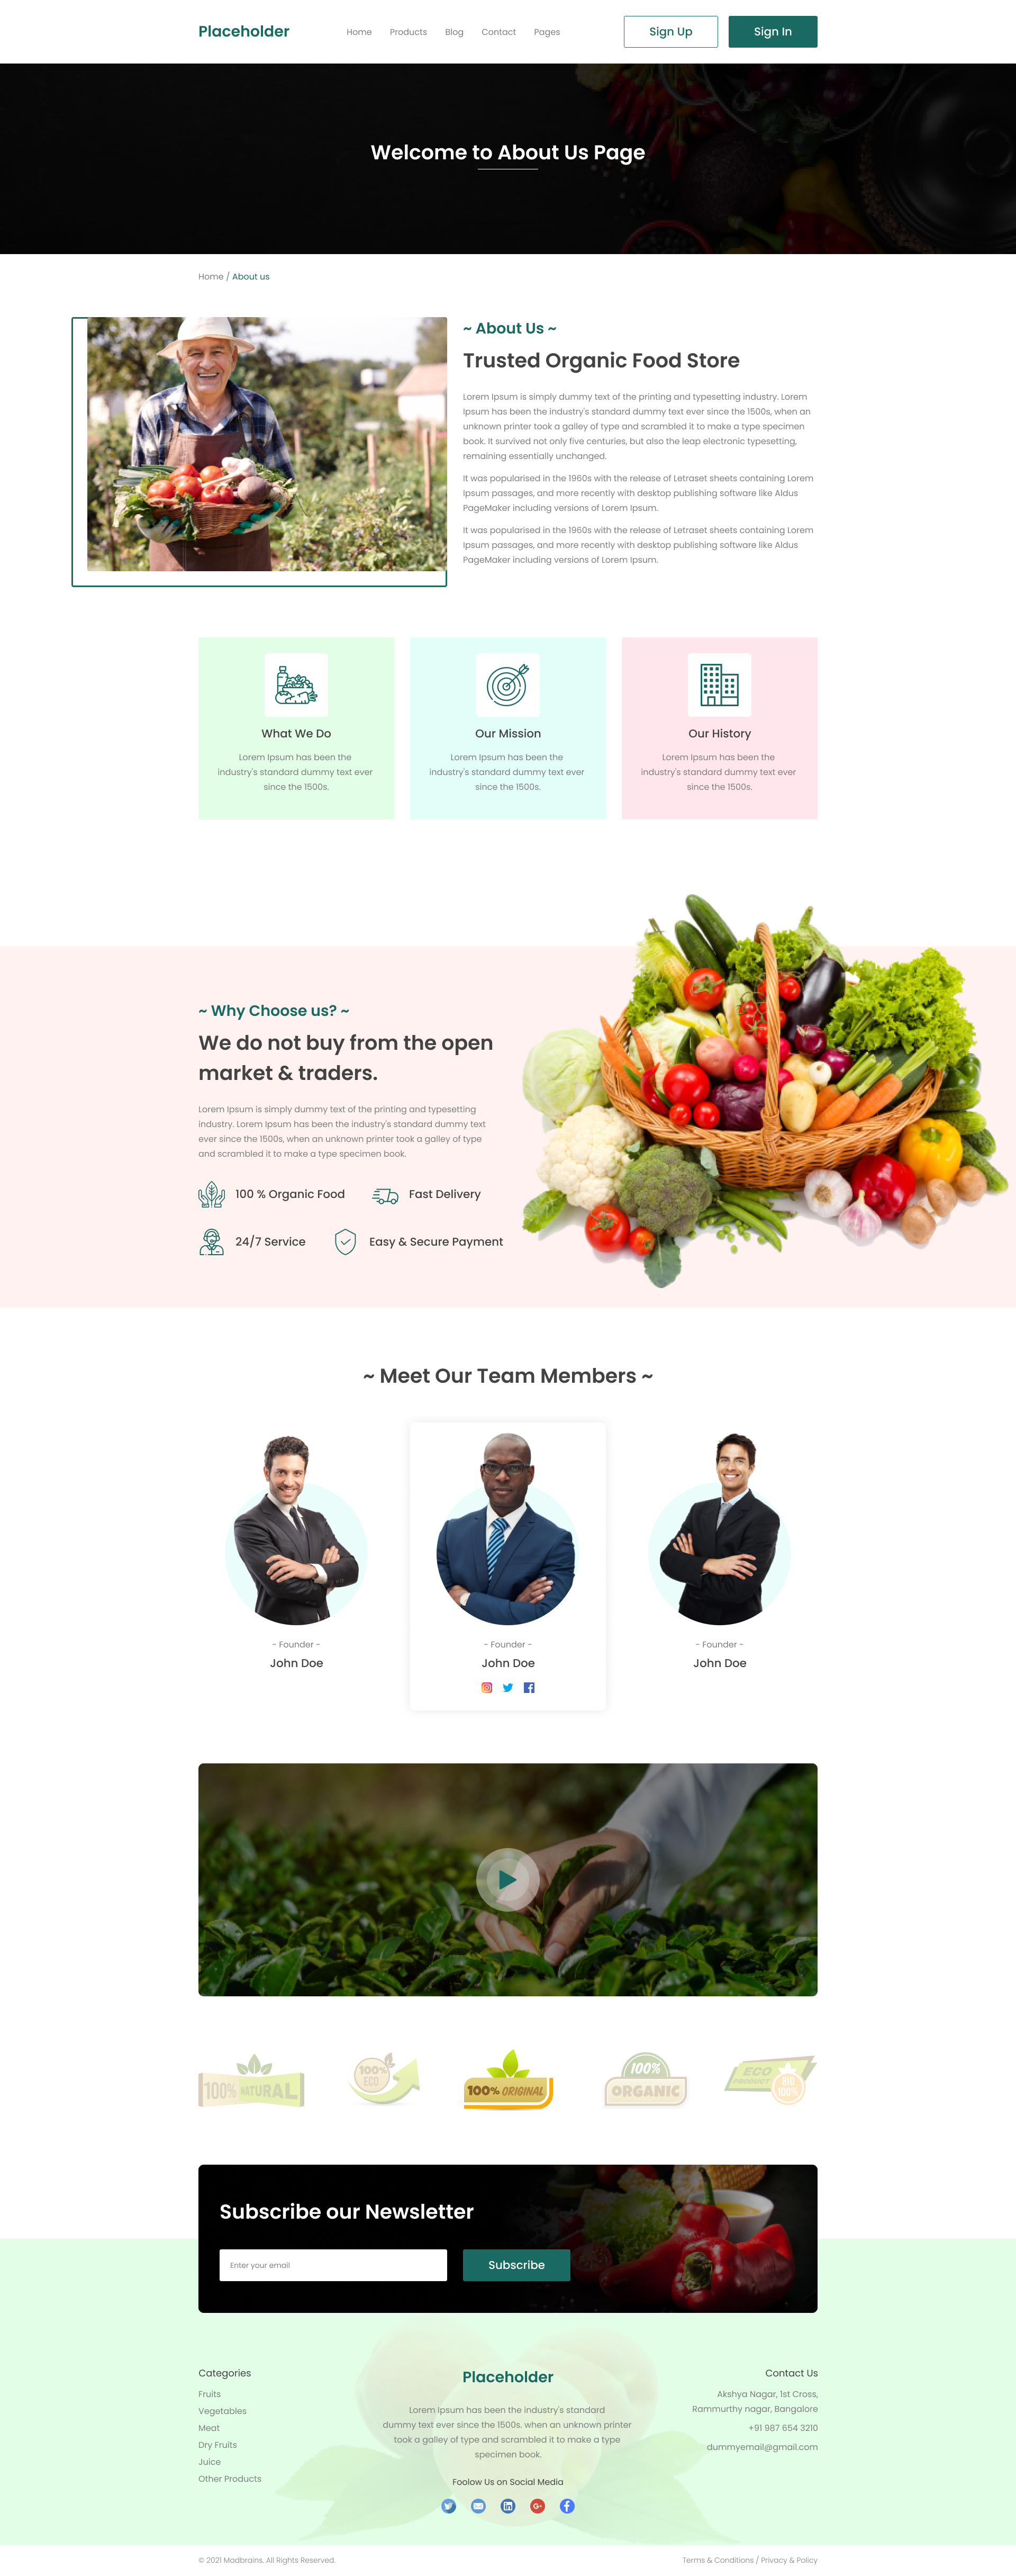 Placeholder
Home Products Blog Contact Pages
Sign Up
Sign In
Welcome to About Us Page
Home / About us
~ About Us ~
Trusted Organic Food Store
Lorem Ipsum is simply dummy text of the printing and typesetting industry. Lorem
Ipsum has been the industry's standard dummy text ever since the 1500s, when an
unknown printer took a galley of type and scrambled it to make a type specimen
book. It survived not only five centuries, but also the leap electronic typesetting,
remaining essentially unchanged.
It was popularised in the 1960s with the release of Letraset sheets containing Lorem
Ipsum passages, and more recently with desktop publishing software like Aldus
PageMaker including versions of Lorem Ipsum.
It was popularised in the 1960s with the release of Letraset sheets containing Lorem
Ipsum passages, and more recently with desktop publishing software like Aldus
PageMaker including versions of Lorem Ipsum.
What We Do
Lorem Ipsum has been the
industry's standard dummy text ever
since the 1500s.
Our Mission
Lorem Ipsum has been the
industry's standard dummy text ever
since the 1500s.
Our History
Lorem Ipsum has been the
industry's standard dummy text ever
since the 1500s.
~ Why Choose us? ~
We do not buy from the open
market & traders.
Lorem Ipsum is simply dummy text of the printing and typesetting
industry. Lorem Ipsum has been the industry's standard dummy text
ever since the 1500s, when an unknown printer took a galley of type
and scrambled it to make a type specimen book.
100 % Organic Food
Fast Delivery
24/7 Service
Easy & Secure Payment
~ Meet Our Team Members ~
- Founder -
John Doe
- Founder -
John Doe
- Founder -
John Doe
100% NATURAL
100%
ECO
100% ORIGINAL
100%
ORGANIC
ECO
PRODUCT
BIO
100%
Subscribe our Newsletter
Enter your email
Subscribe
Categories
Fruits
Vegetables
Meat
Dry Fruits
Juice
Other Products
Placeholder
Lorem Ipsum has been the industry's standard
dummy text ever since the 1500s. when an unknown printer
took a galley of type and scrambled it to make a type
specimen book.
Foolow Us on Social Media
Contact Us
Akshya Nagar, 1st Cross,
Rammurthy nagar, Bangalore
+91 987 654 3210
dummyemail@gmail.com
© 2021 Madbrains. All Rights Reserved.
Terms & Conditions / Privacy & Policy